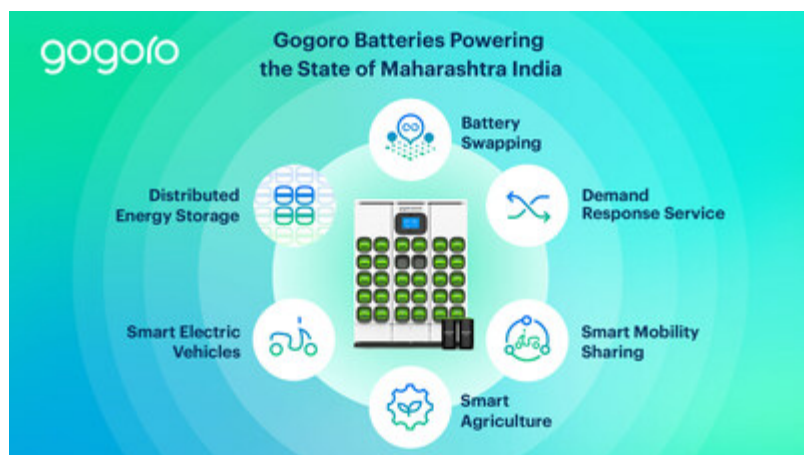 gogoro
Gogoro Batteries Powering
the State of Maharashtra India
Battery
Swapping
Distributed
Energy Storage
Demand
Response Service
Smart Electric
Vehicles
Smart Mobility
Sharing
Smart
Agriculture